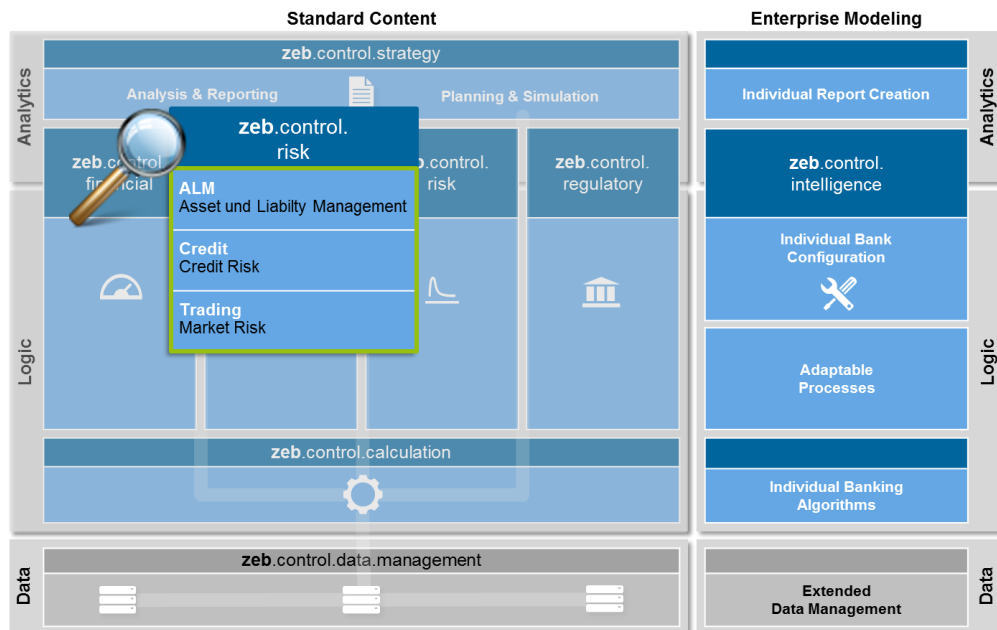 Standard Content
Enterprise Modeling
Analytics
zeb.control.strategy
Analysis & Reporting
Planning & Simulation
Individual Report Creation
Analytics
zeb.control.
risk
ALM
Asset und Liabilty Management
Credit
Credit Risk
Trading
Market Risk
.control.
risk
zeb.control.
regulatory
zeb.control.
intelligence
Logic
Individual Bank
Configuration
Adaptable
Processes
Logic
zeb.control.calculation
Individual Banking
Algorithms
Data
zeb.control.data.management
Extended
Data Management
Data